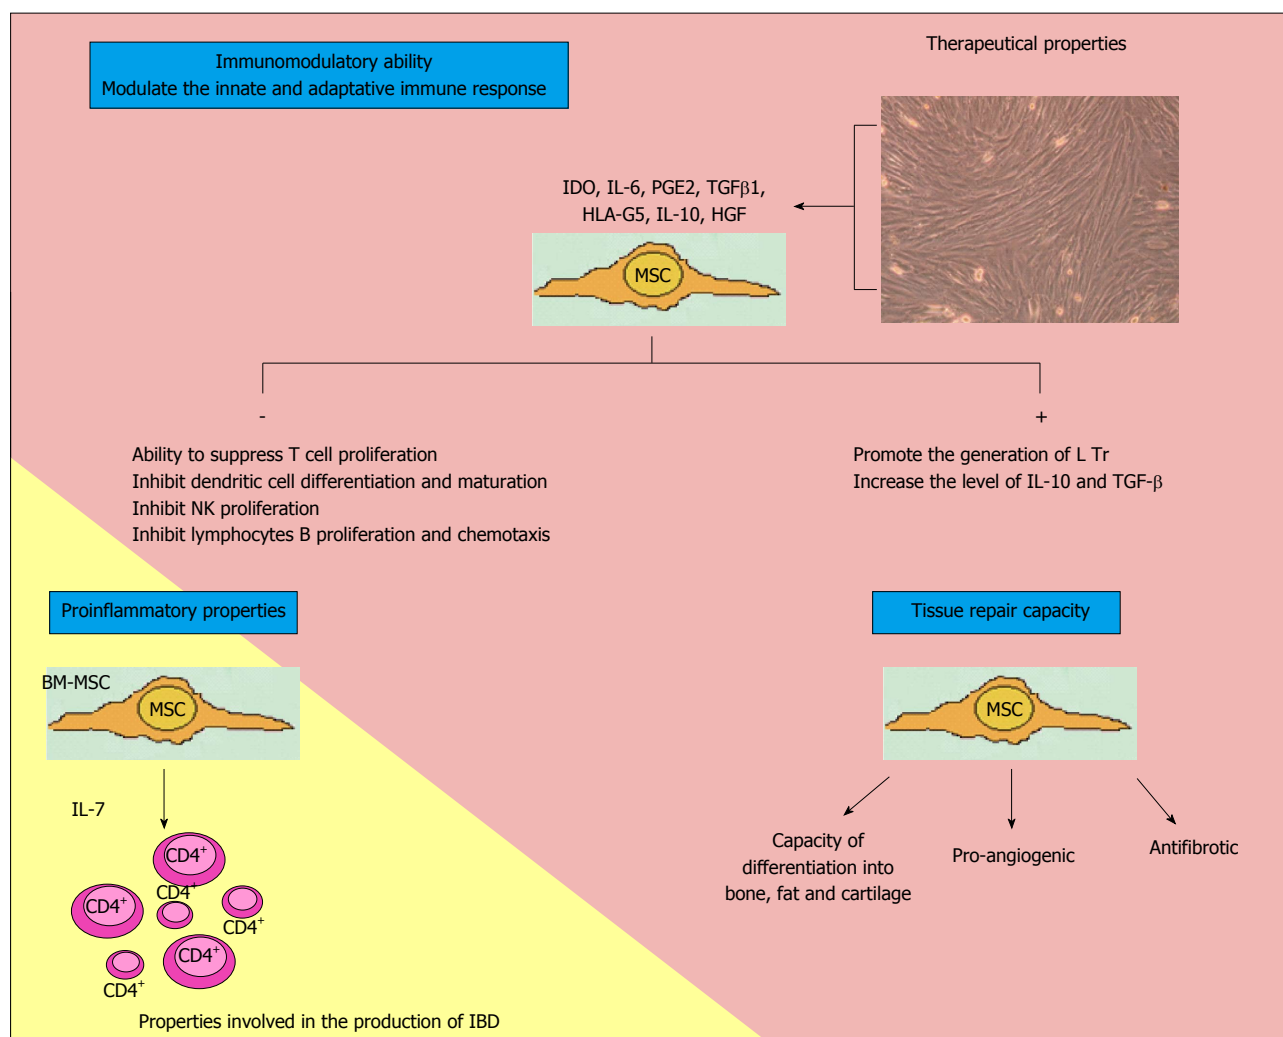 Immunomodulatory ability
Modulate the innate and adaptative immune response
Therapeutical properties
IDO, IL-6, PGE2, TGFβ1,
HLA-G5, IL-10, HGF
MSC
-
Ability to suppress T cell proliferation
Inhibit dendritic cell differentiation and maturation
Inhibit NK proliferation
Inhibit lymphocytes B proliferation and chemotaxis
+
Promote the generation of L Tr
Increase the level of IL-10 and TGF-β
Proinflammatory properties
BM-MSC
MSC
IL-7
CD4⁺
CD4⁺
CD4⁺
CD4⁺
CD4⁺
CD4⁺
Properties involved in the production of IBD
Tissue repair capacity
MSC
Capacity of
differentiation into
bone, fat and cartilage
Pro-angiogenic
Antifibrotic